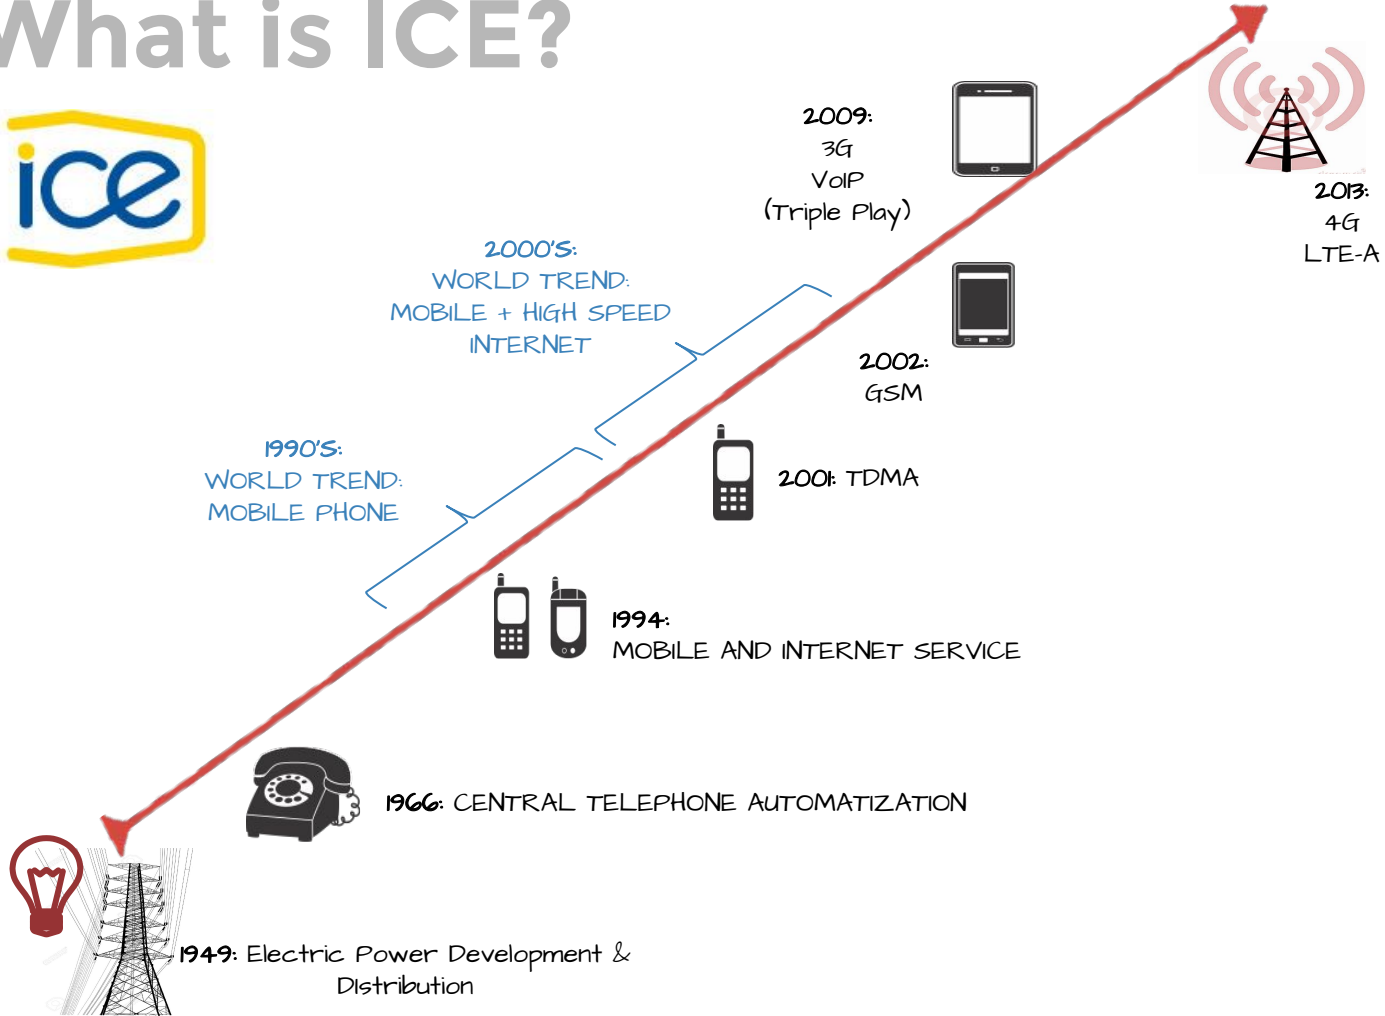 What is ICE?
ice
2009:
3G
VoIP
(Triple Play)
2013:
4G
LTE-A
2000'S:
WORLD TREND:
MOBILE + HIGH SPEED
INTERNET
2002:
GSM
1990'S:
WORLD TREND:
MOBILE PHONE
2001: TDMA
1994:
MOBILE AND INTERNET SERVICE
1966: CENTRAL TELEPHONE AUTOMATIZATION
1949: Electric Power Development &
Distribution